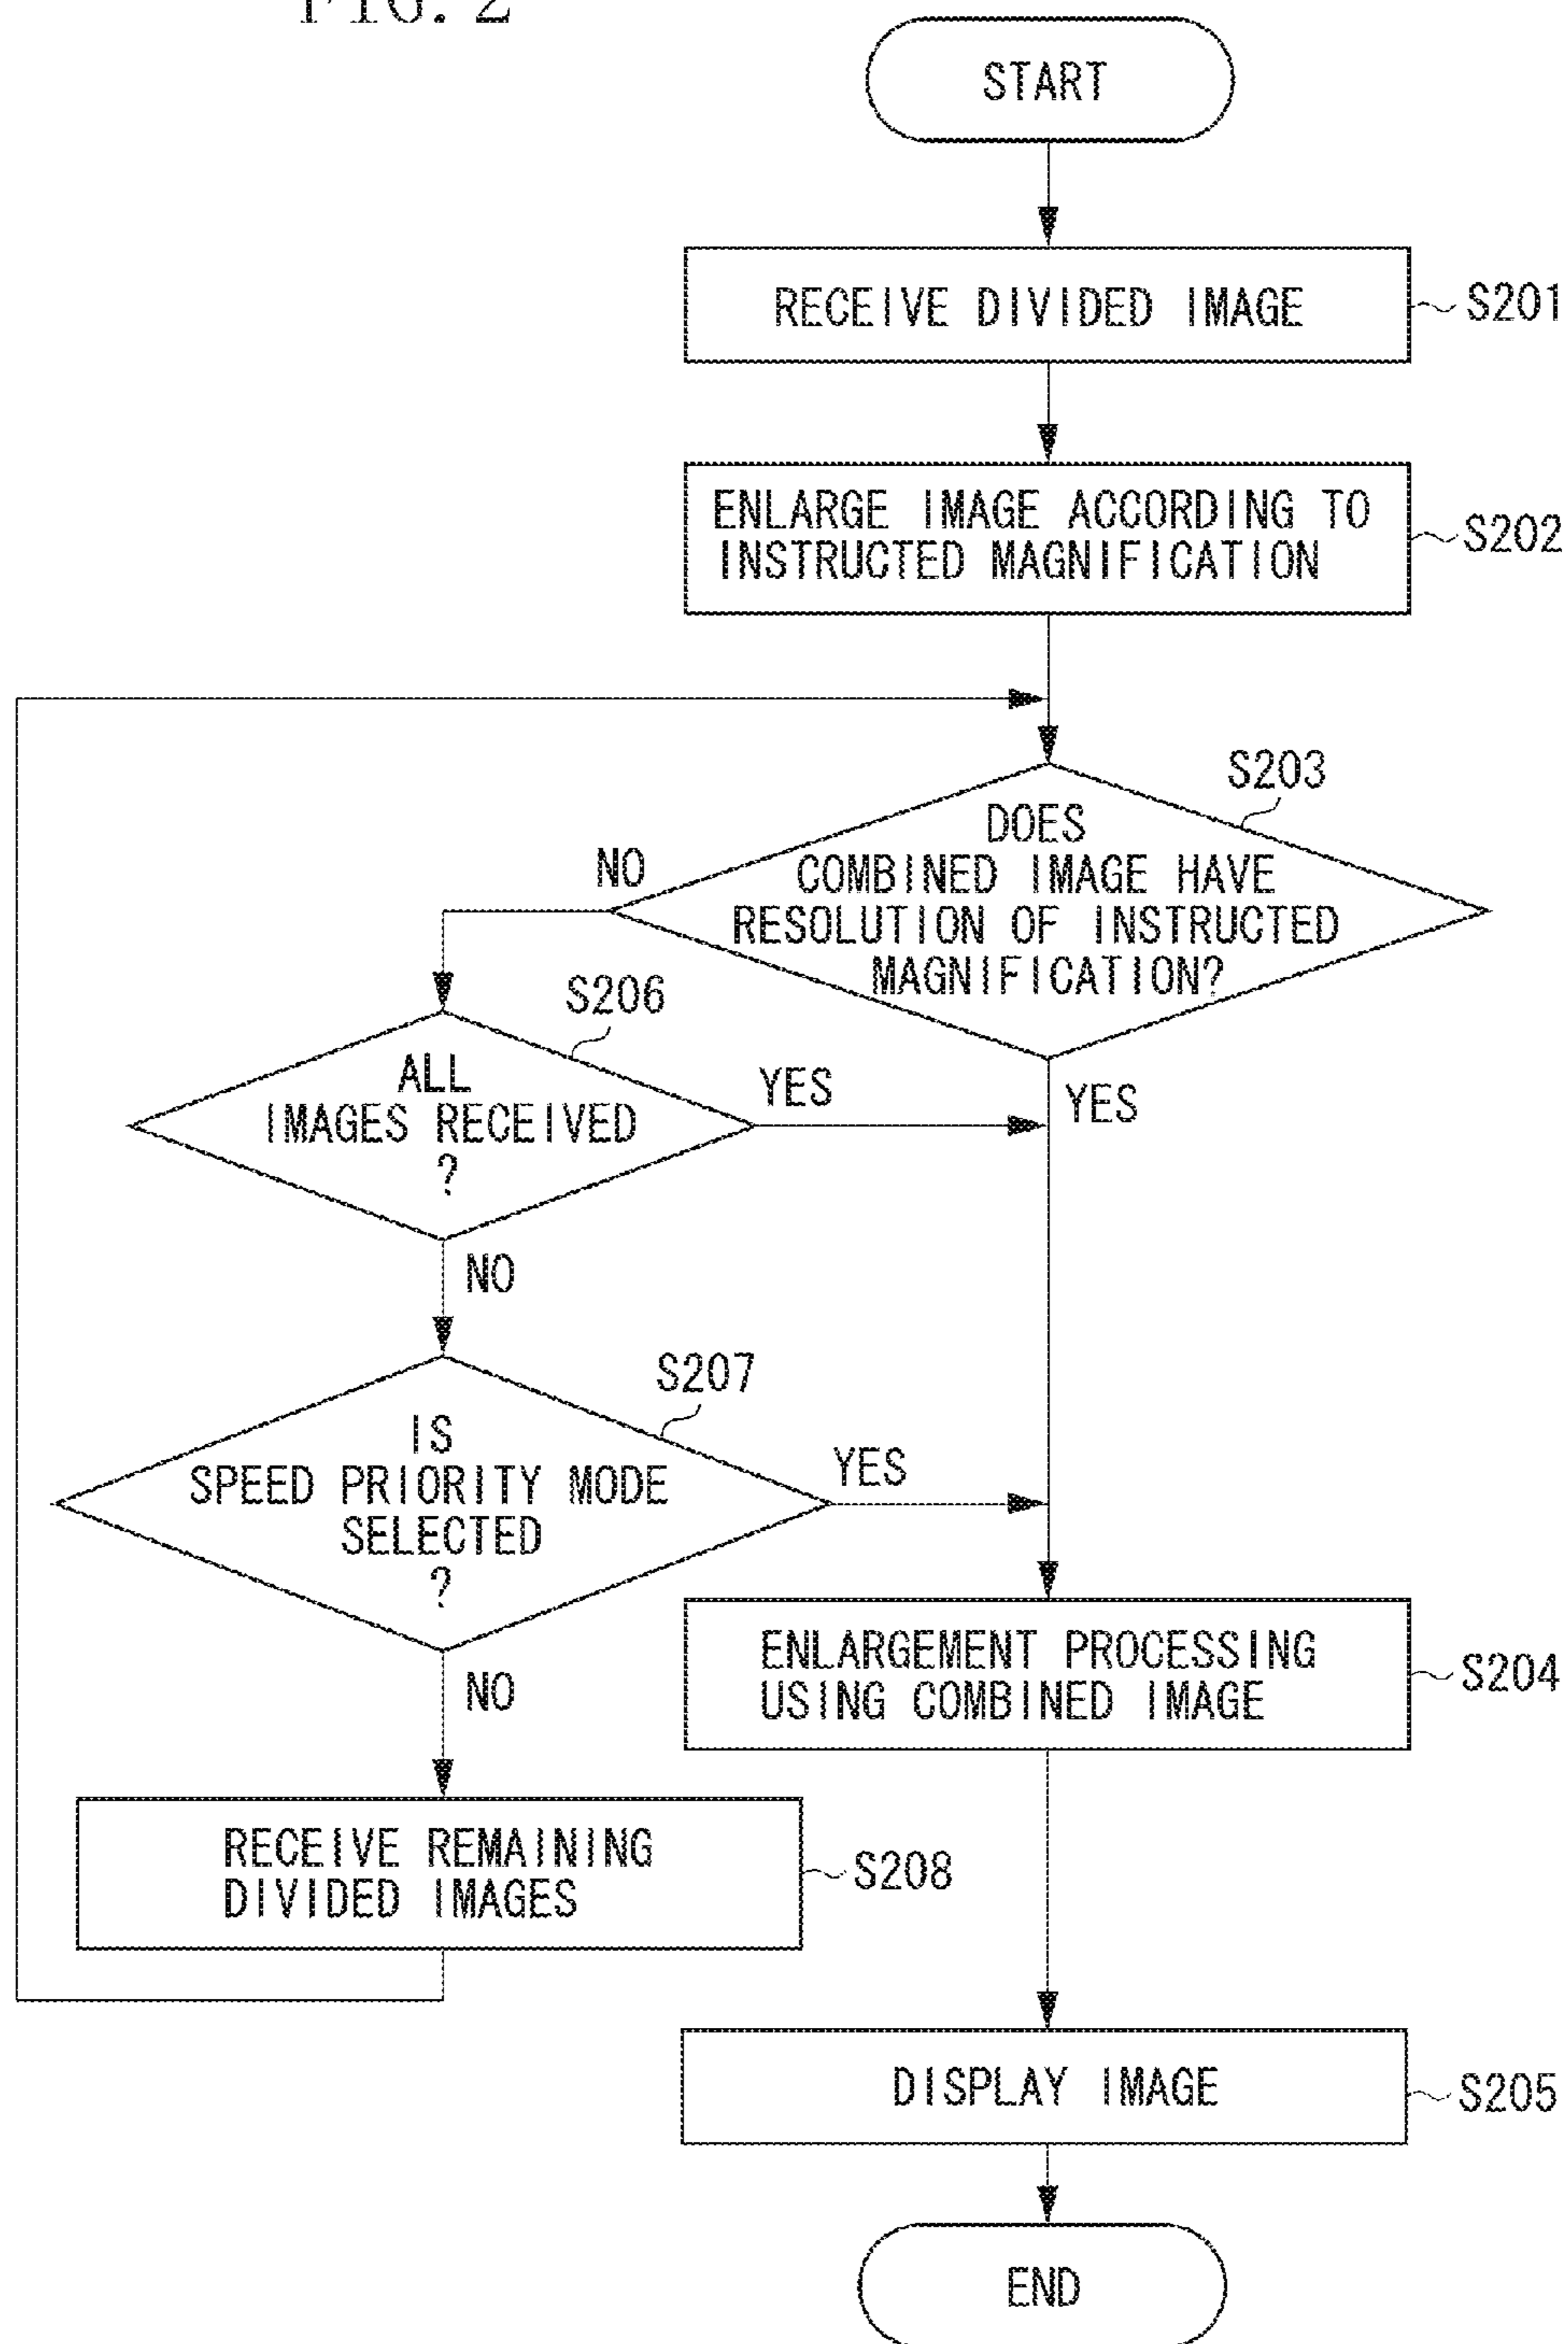 FIG. 2
START
RECEIVE DIVIDED IMAGE
S201
ENLARGE IMAGE ACCORDING TO
INSTRUCTED MAGNIFICATION
S202
S203
DOES
COMBINED IMAGE HAVE
RESOLUTION OF INSTRUCTED
MAGNIFICATION?
NO
YES
S206
ALL
IMAGES RECEIVED
?
YES
NO
S207
IS
SPEED PRIORITY MODE
SELECTED
?
YES
NO
ENLARGEMENT PROCESSING
USING COMBINED IMAGE
S204
RECEIVE REMAINING
DIVIDED IMAGES
S208
DISPLAY IMAGE
S205
END